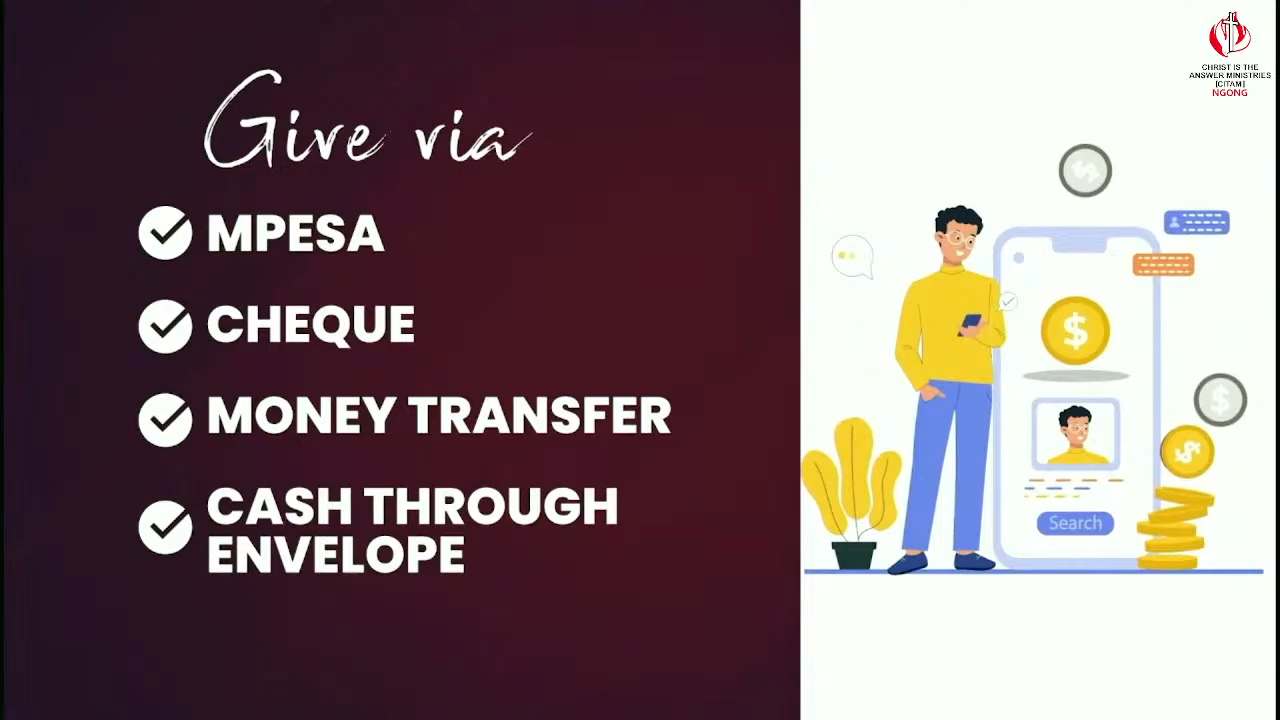 Give via
MPESA
CHEQUE
MONEY TRANSFER
CASH THROUGH
ENVELOPE
CHRIST IS THE
ANSWER MINISTRIES
[CITAM]
NGONG
$
$
$
$
Search